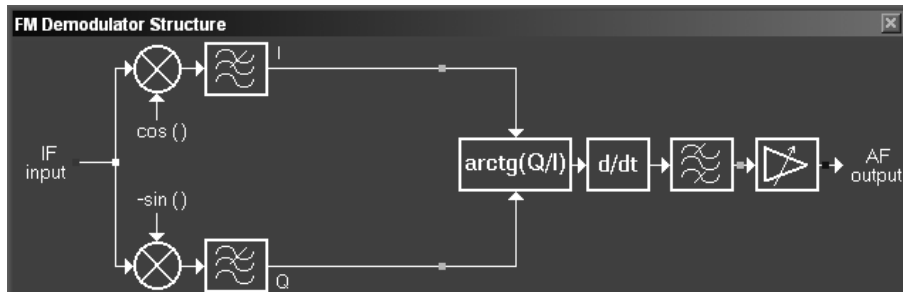 FM Demodulator Structure
I
cos ()
IF
input
arctg(Q/I)
d/dt
AF
output
-sin ()
Q